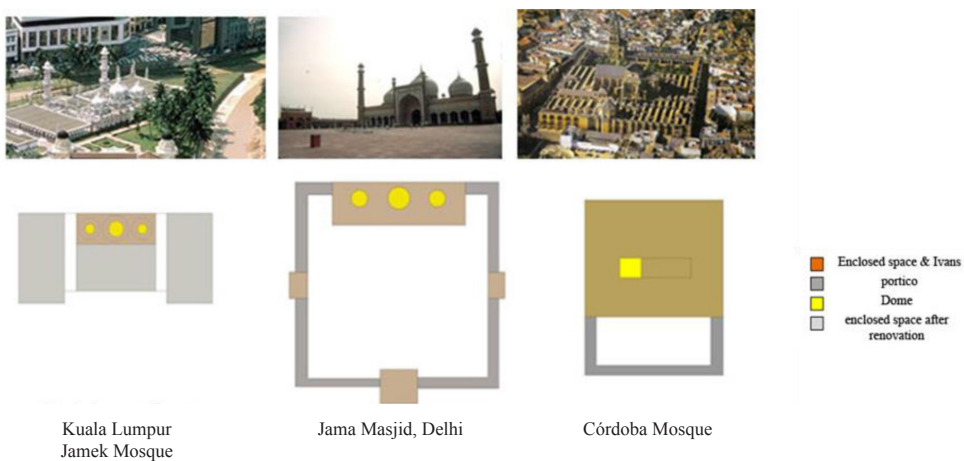 Enclosed space & Ivans
portico
Dome
enclosed space after
renovation
Kuala Lumpur
Jamek Mosque
Jama Masjid, Delhi
Córdoba Mosque